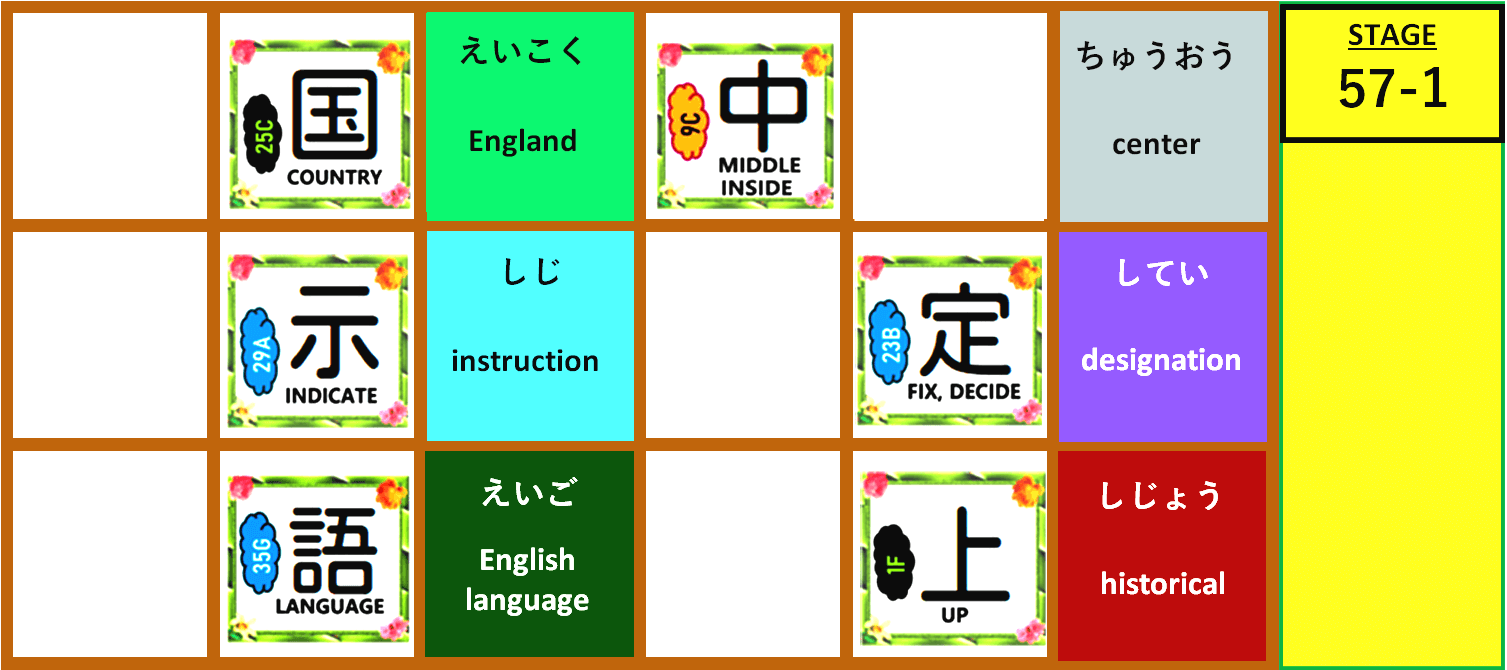 国
25C
COUNTRY
えいこく
England
中
9C
MIDDLE
INSIDE
ちゅうおう
center
STAGE
57-1
示
29A
INDICATE
しじ
instruction
定
23B
FIX, DECIDE
してい
designation
語
35G
LANGUAGE
えいご
English
language
上
1F
UP
しじょう
historical